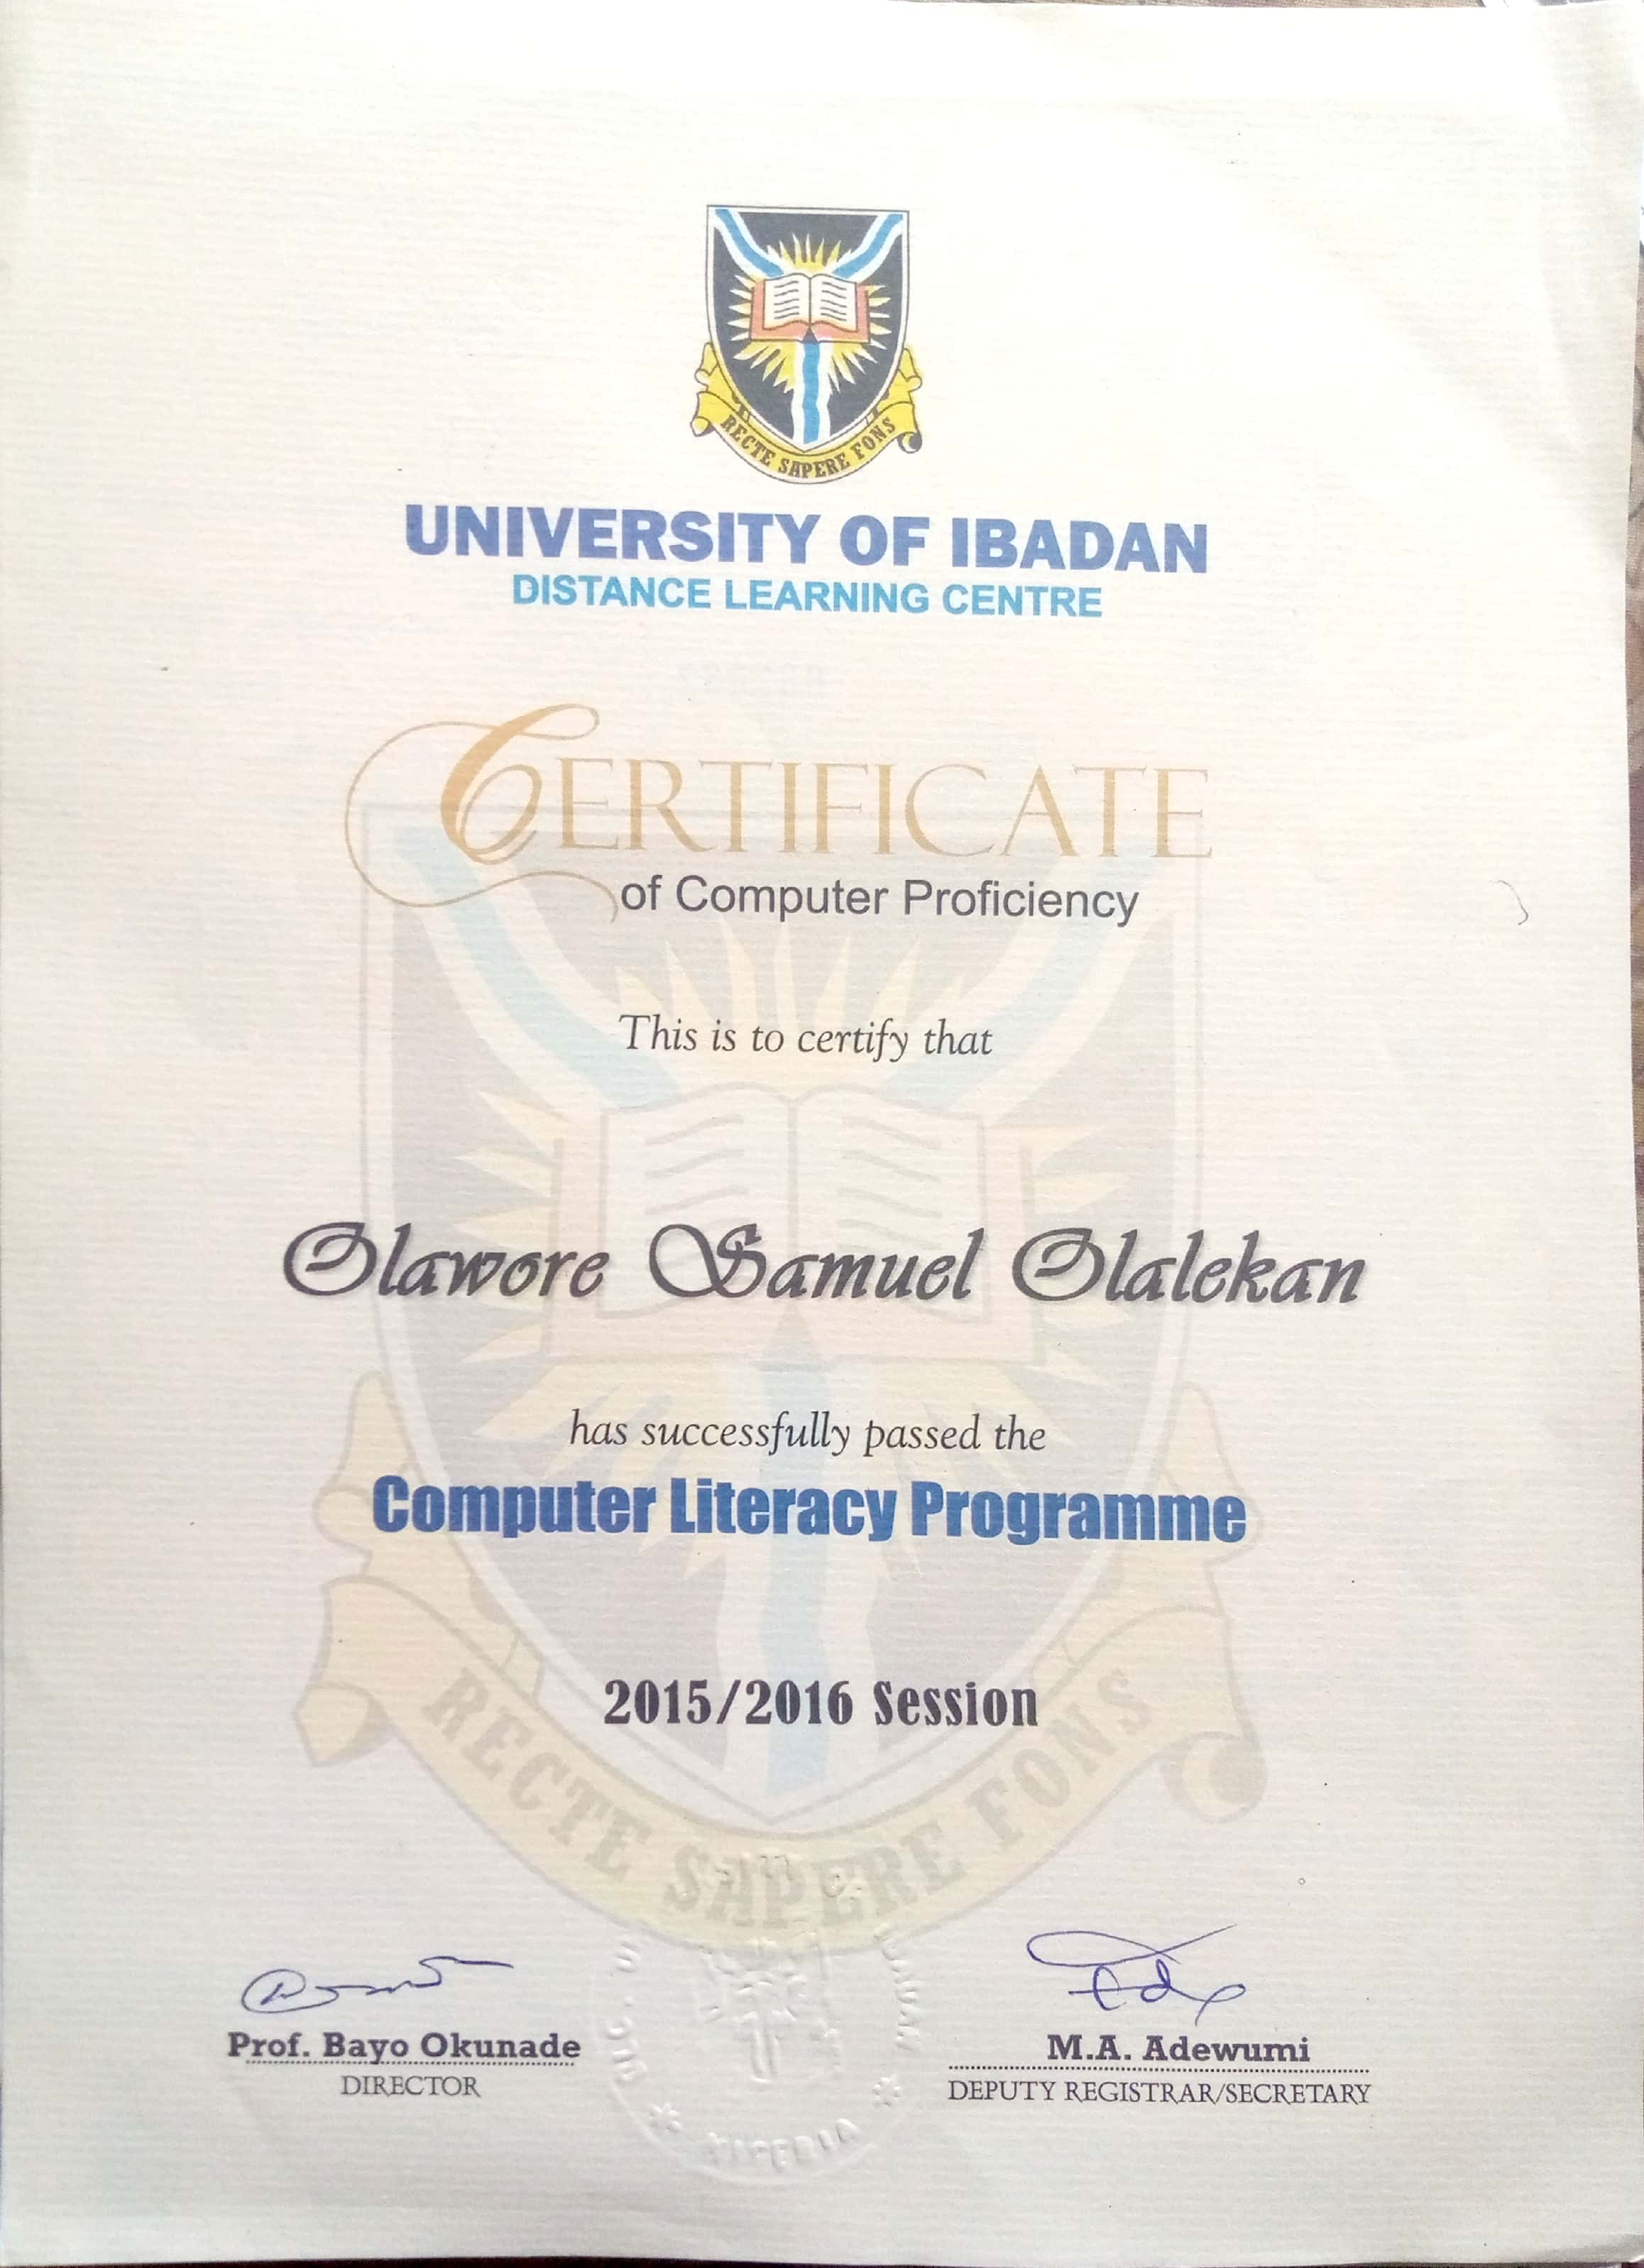 RECTE SAPERE FONS
UNIVERSITY OF IBADAN
DISTANCE LEARNING CENTRE
CERTIFICATE
of Computer Proficiency
This is to certify that
Olawore Samuel Olalekan
has successfully passed the
Computer Literacy Programme
2015/2016 Session
RECTE SAPERE FONS
Prof. Bayo Okunade
DIRECTOR
M.A. Adewumi
DEPUTY REGISTRAR/SECRETARY